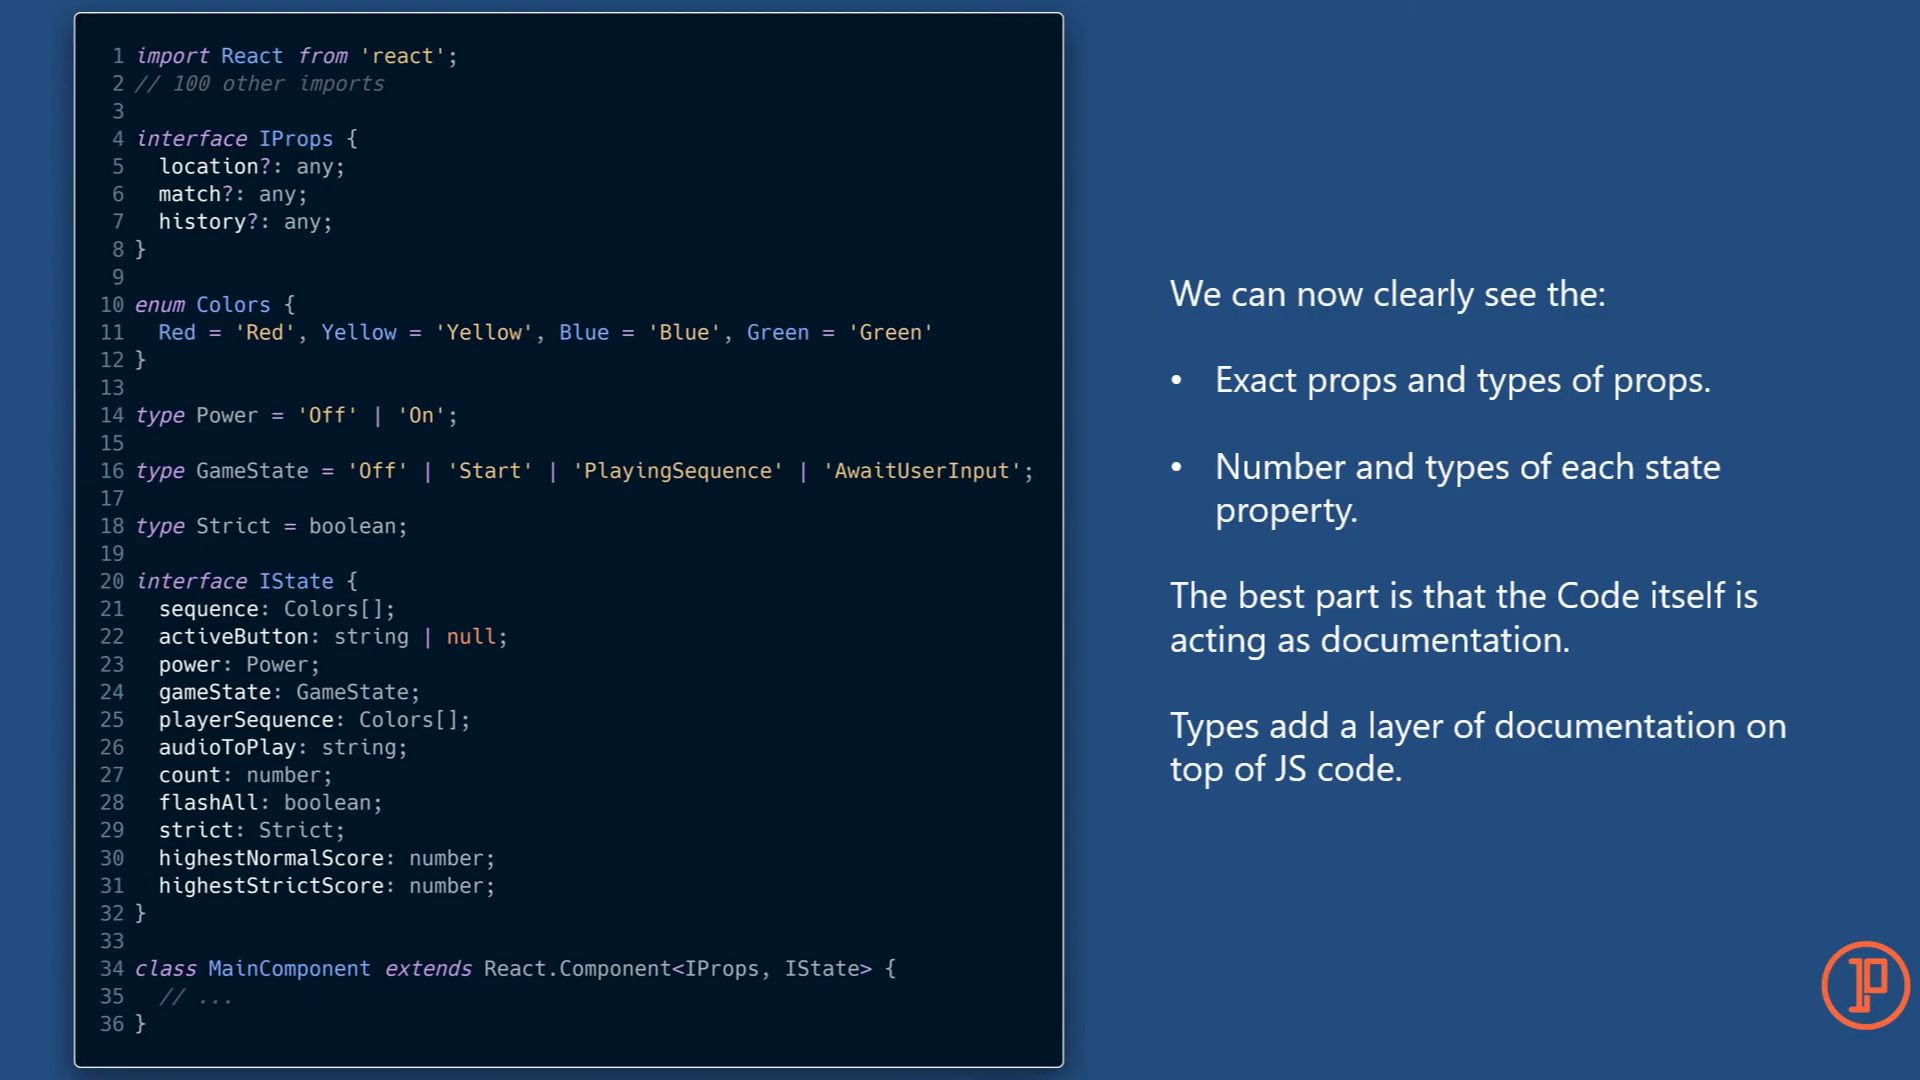 1 import React from 'react';
2 // 100 other imports
3
4 interface IProps {
5   location?: any;
6   match?: any;
7   history?: any;
8 }
9
10 enum Colors {
11   Red = 'Red', Yellow = 'Yellow', Blue = 'Blue', Green = 'Green'
12 }
13
14 type Power = 'Off' | 'On';
15
16 type GameState = 'Off' | 'Start' | 'PlayingSequence' | 'AwaitUserInput';
17
18 type Strict = boolean;
19
20 interface IState {
21   sequence: Colors[];
22   activeButton: string | null;
23   power: Power;
24   gameState: GameState;
25   playerSequence: Colors[];
26   audioToPlay: string;
27   count: number;
28   flashAll: boolean;
29   strict: Strict;
30   highestNormalScore: number;
31   highestStrictScore: number;
32 }
33
34 class MainComponent extends React.Component<IProps, IState> {
35   // ...
36 }
We can now clearly see the:
• Exact props and types of props.
• Number and types of each state
property.
The best part is that the Code itself is
acting as documentation.
Types add a layer of documentation on
top of JS code.